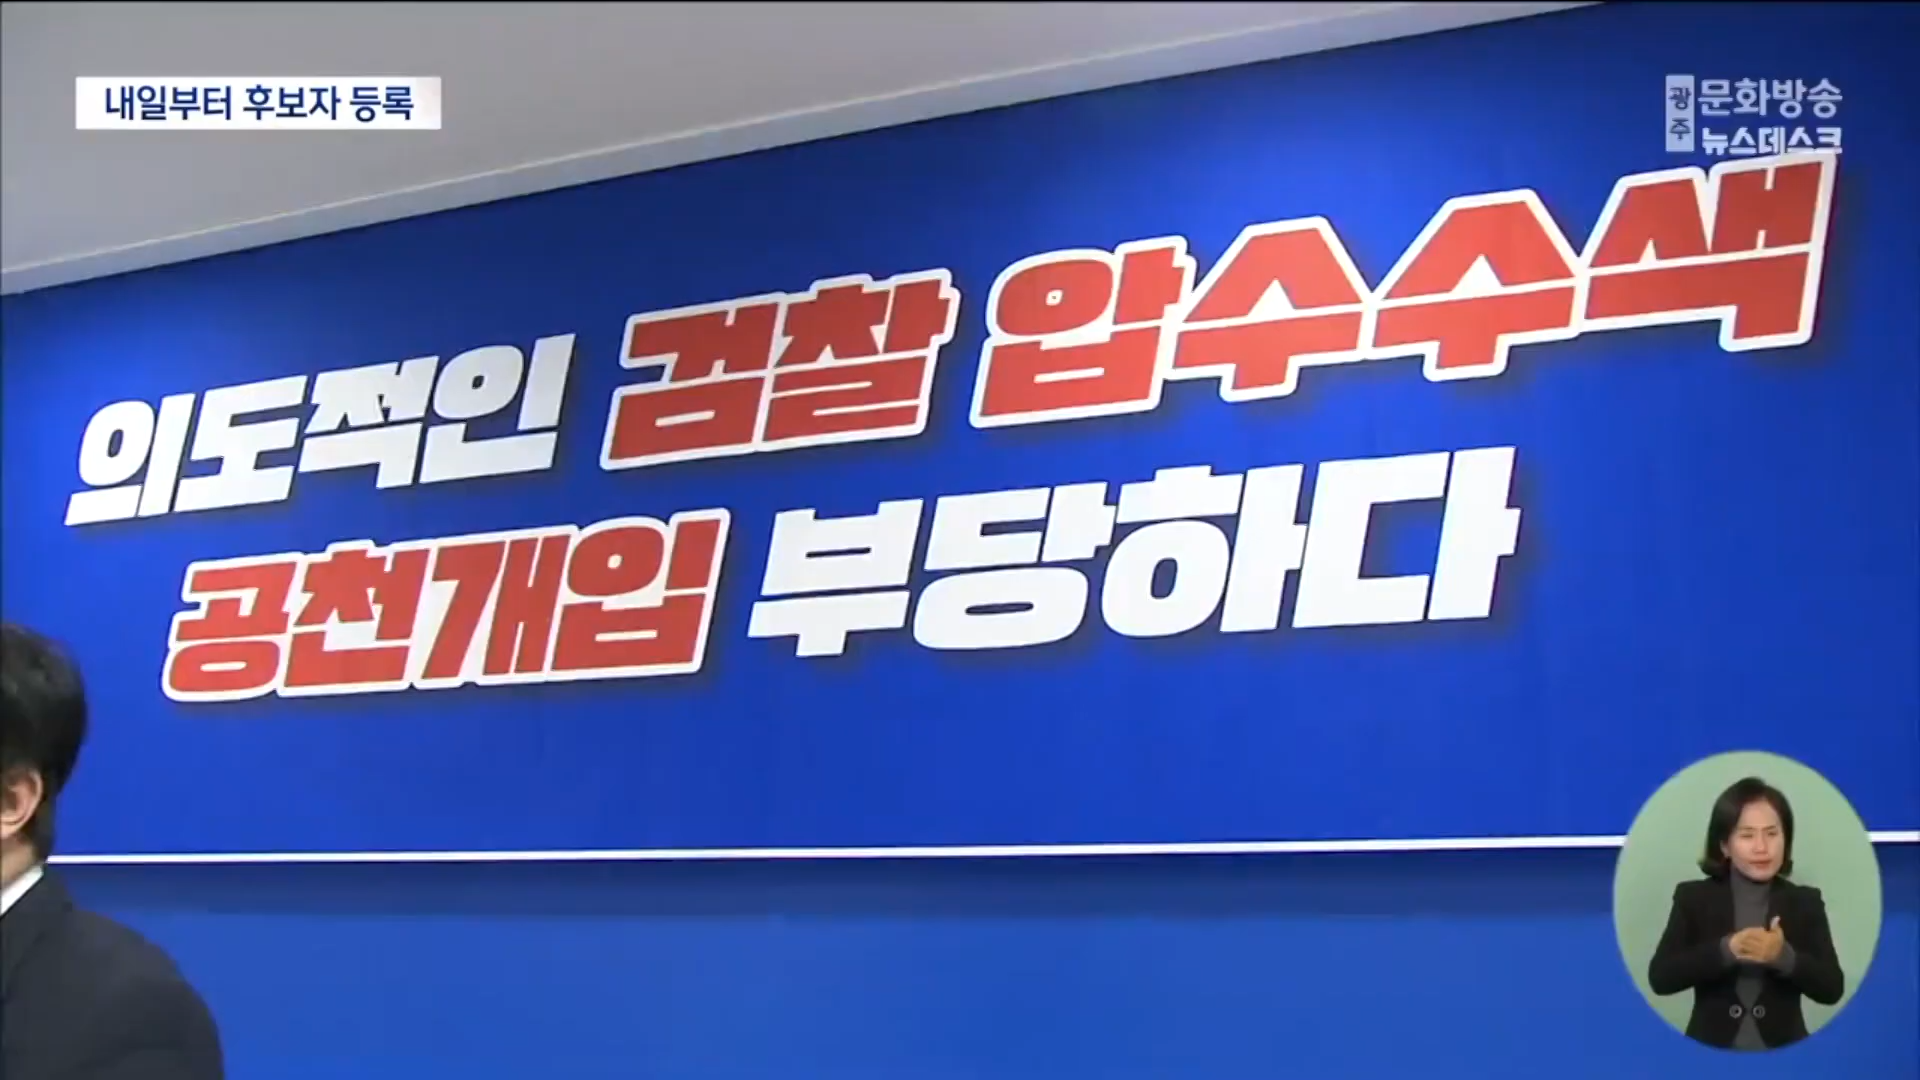 내일부터 후보자 등록
광주 문화방송
뉴스데스크
의도적인 검찰 압수수색
공천개입 부당하다